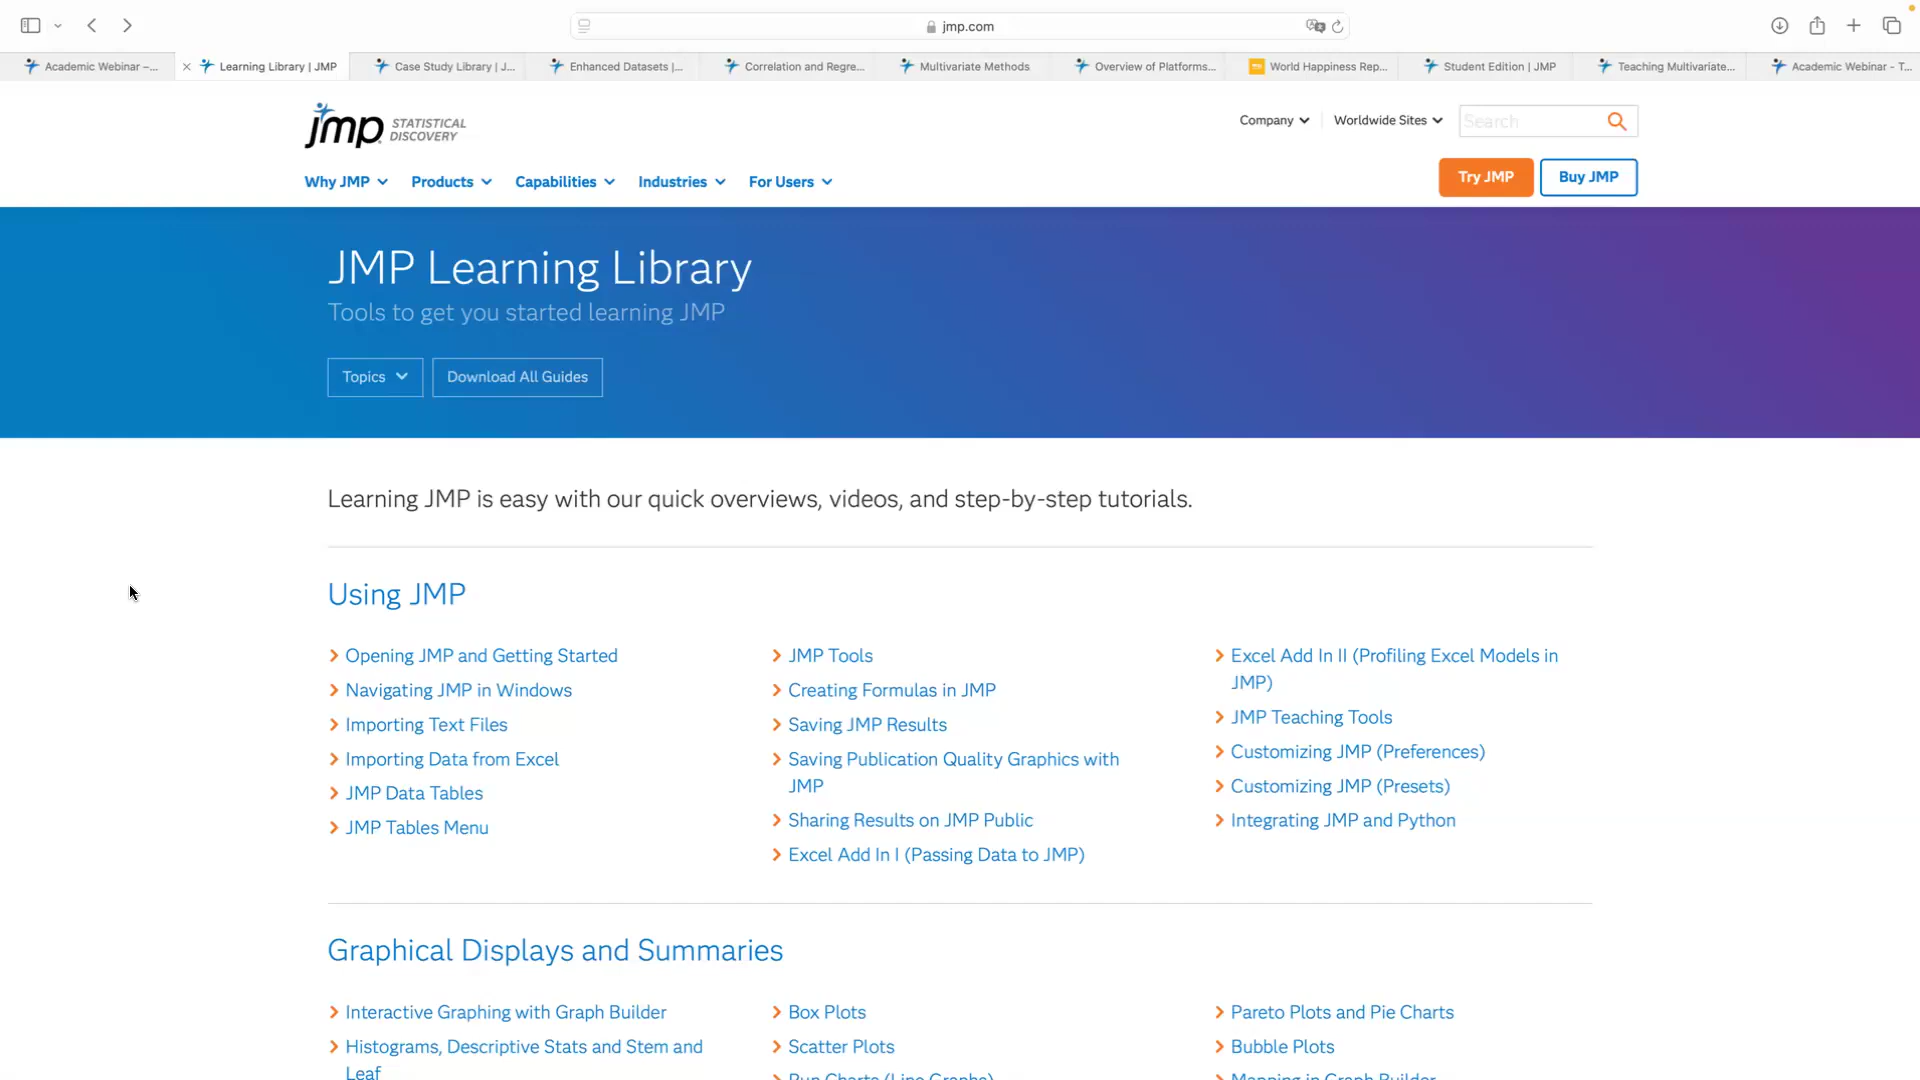 jmp.com
Academic Webinar –...
Learning Library | JMP
Case Study Library | J...
Enhanced Datasets |...
Correlation and Regre...
Multivariate Methods
Overview of Platforms...
World Happiness Rep...
Student Edition | JMP
Teaching Multivariate...
Academic Webinar - T...
jmp STATISTICAL DISCOVERY
Company
Worldwide Sites
Search
Why JMP
Products
Capabilities
Industries
For Users
Try JMP
Buy JMP
JMP Learning Library
Tools to get you started learning JMP
Topics
Download All Guides
Learning JMP is easy with our quick overviews, videos, and step-by-step tutorials.
Using JMP
Opening JMP and Getting Started
Navigating JMP in Windows
Importing Text Files
Importing Data from Excel
JMP Data Tables
JMP Tables Menu
JMP Tools
Creating Formulas in JMP
Saving JMP Results
Saving Publication Quality Graphics with
JMP
Sharing Results on JMP Public
Excel Add In I (Passing Data to JMP)
Excel Add In II (Profiling Excel Models in
JMP)
JMP Teaching Tools
Customizing JMP (Preferences)
Customizing JMP (Presets)
Integrating JMP and Python
Graphical Displays and Summaries
Interactive Graphing with Graph Builder
Histograms, Descriptive Stats and Stem and
Leaf
Box Plots
Scatter Plots
Run Charts (Line Graphs)
Pareto Plots and Pie Charts
Bubble Plots
Mapping in Graph Builder